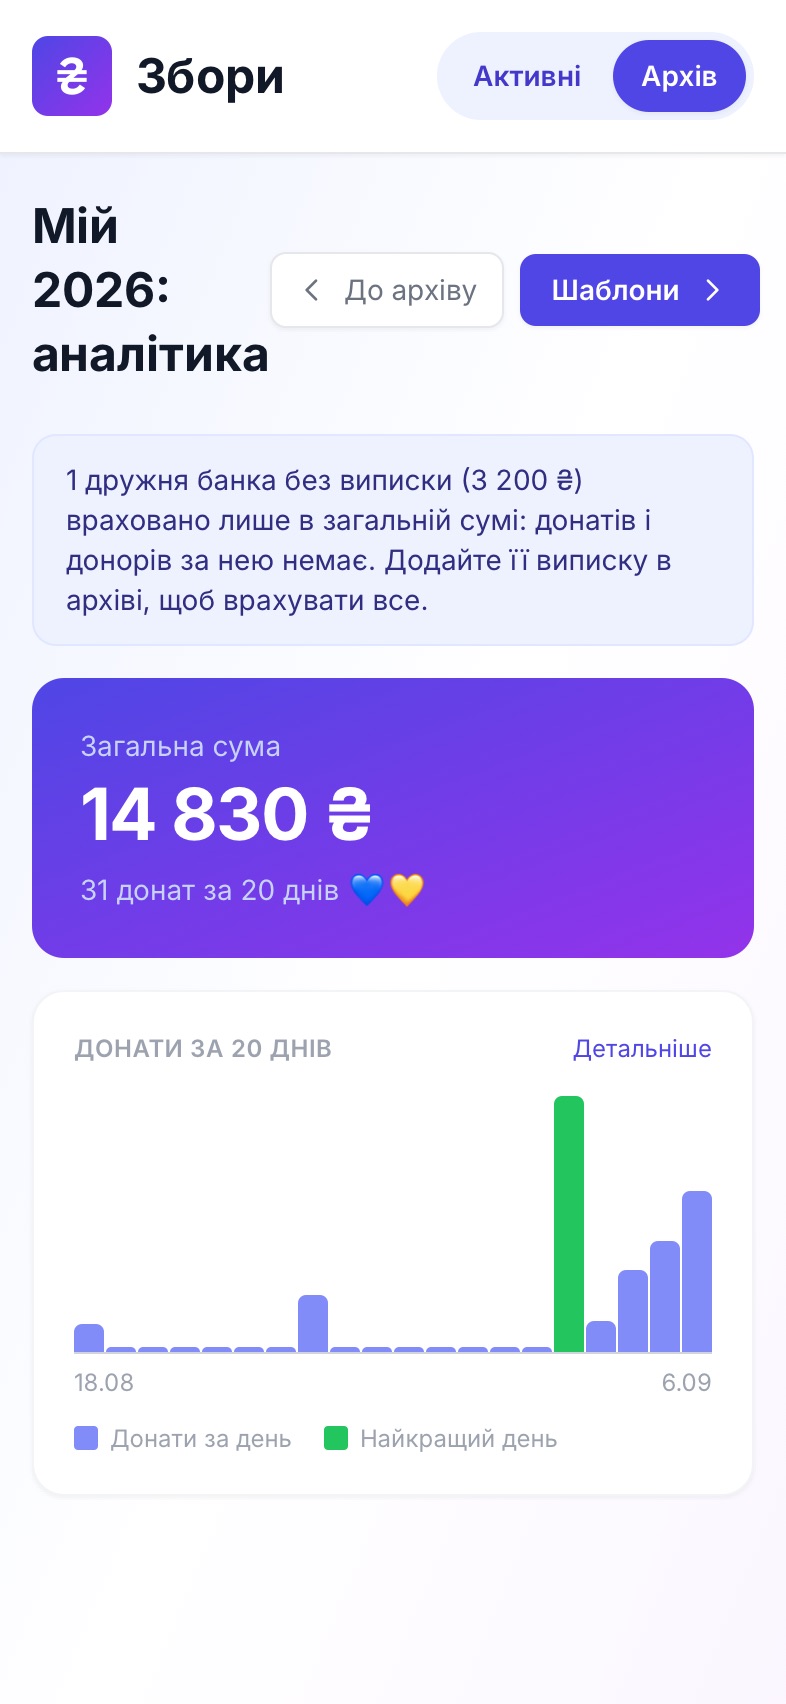 ₴ Збори
Активні
Архів
Мій
2026:
аналітика
До архіву
Шаблони
1 дружня банка без виписки (3 200 ₴)
враховано лише в загальній сумі: донатів і
донорів за нею немає. Додайте її виписку в
архіві, щоб врахувати все.
Загальна сума
14 830 ₴
31 донат за 20 днів 💙💛
ДОНАТИ ЗА 20 ДНІВ
Детальніше
18.08
6.09
Донати за день
Найкращий день